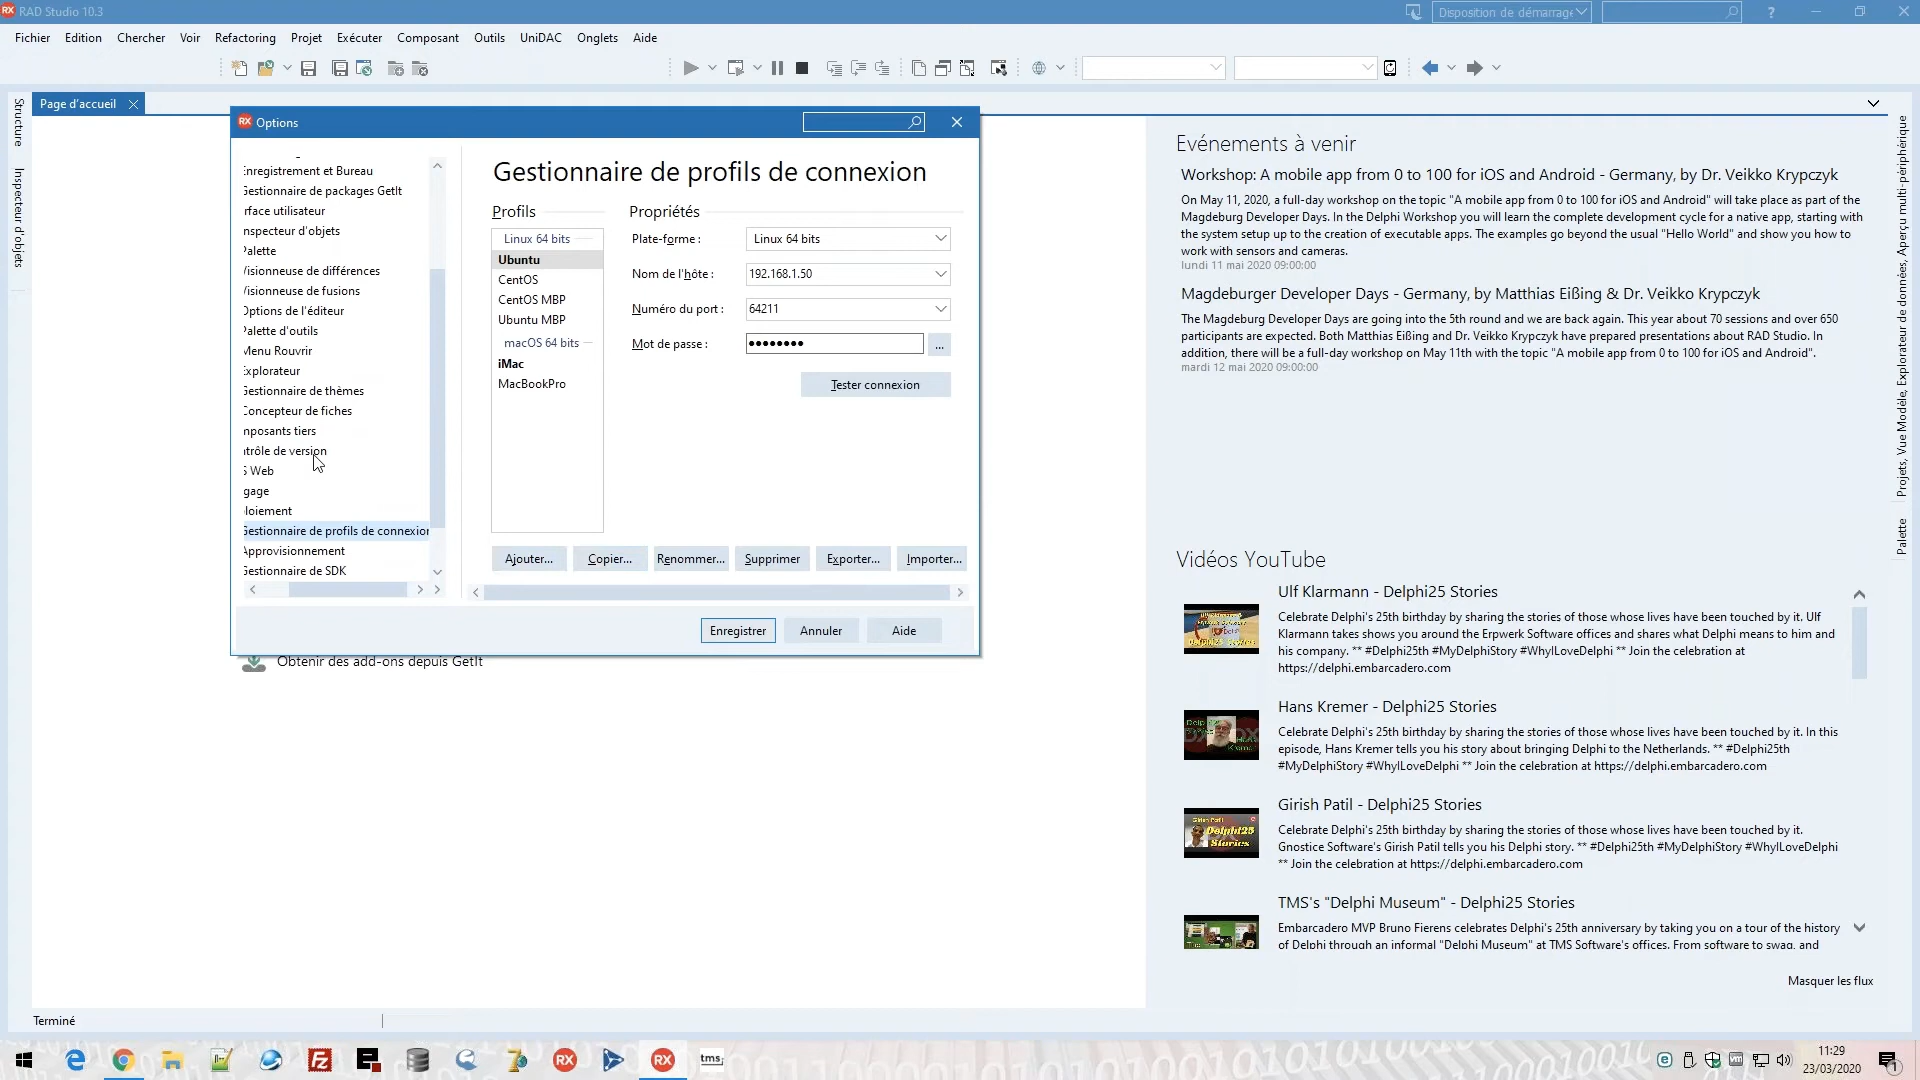 RAD Studio 10.3
Disposition de démarrage
?
Fichier Edition Chercher Voir Refactoring Projet Exécuter Composant Outils UniDAC Onglets Aide
Page d'accueil
Structure
Inspecteur d'objets
Options
Enregistrement et Bureau
Gestionnaire de packages GetIt
rface utilisateur
nspecteur d'objets
Palette
Visionneuse de différences
Visionneuse de fusions
Options de l'éditeur
Palette d'outils
Menu Rouvrir
Explorateur
Gestionnaire de thèmes
Concepteur de fiches
mposants tiers
ntrôle de version
S Web
gage
loiement
Gestionnaire de profils de connexion
Approvisionnement
Gestionnaire de SDK
Gestionnaire de profils de connexion
Profils
Linux 64 bits
Ubuntu
CentOS
CentOS MBP
Ubuntu MBP
macOS 64 bits
iMac
MacBookPro
Propriétés
Plate-forme : Linux 64 bits
Nom de l'hôte : 192.168.1.50
Numéro du port : 64211
Mot de passe : ●●●●●●●● ...
Tester connexion
Ajouter... Copier... Renommer... Supprimer Exporter... Importer...
Enregistrer Annuler Aide
Obtenir des add-ons depuis GetIt
Evénements à venir
Workshop: A mobile app from 0 to 100 for iOS and Android - Germany, by Dr. Veikko Krypczyk
On May 11, 2020, a full-day workshop on the topic "A mobile app from 0 to 100 for iOS and Android" will take place as part of the
Magdeburg Developer Days. In the Delphi Workshop you will learn the complete development cycle for a native app, starting with
the system setup up to the creation of executable apps. The examples go beyond the usual "Hello World" and show you how to
work with sensors and cameras.
lundi 11 mai 2020 09:00:00
Magdeburger Developer Days - Germany, by Matthias Eißing & Dr. Veikko Krypczyk
The Magdeburg Developer Days are going into the 5th round and we are back again. This year about 70 sessions and over 650
participants are expected. Both Matthias Eißing and Dr. Veikko Krypczyk have prepared presentations about RAD Studio. In
addition, there will be a full-day workshop on May 11th with the topic "A mobile app from 0 to 100 for iOS and Android".
mardi 12 mai 2020 09:00:00
Vidéos YouTube
Ulf Klarmann - Delphi25 Stories
Celebrate Delphi's 25th birthday by sharing the stories of those whose lives have been touched by it. Ulf
Klarmann takes shows you around the Erpwerk Software offices and shares what Delphi means to him and
his company. ** #Delphi25th #MyDelphiStory #WhyILoveDelphi ** Join the celebration at
https://delphi.embarcadero.com
Hans Kremer - Delphi25 Stories
Celebrate Delphi's 25th birthday by sharing the stories of those whose lives have been touched by it. In this
episode, Hans Kremer tells you his story about bringing Delphi to the Netherlands. ** #Delphi25th
#MyDelphiStory #WhyILoveDelphi ** Join the celebration at https://delphi.embarcadero.com
Girish Patil - Delphi25 Stories
Celebrate Delphi's 25th birthday by sharing the stories of those whose lives have been touched by it.
Gnostice Software's Girish Patil tells you his Delphi story. ** #Delphi25th #MyDelphiStory #WhyILoveDelphi
** Join the celebration at https://delphi.embarcadero.com
TMS's "Delphi Museum" - Delphi25 Stories
Embarcadero MVP Bruno Fierens celebrates Delphi's 25th anniversary by taking you on a tour of the history
of Delphi through an informal "Delphi Museum" at TMS Software's offices. From software to swag, and
Masquer les flux
Projets, Vue Modèle, Explorateur de données, Aperçu multi-périphérique
Palette
Terminé
RX
RX
tms
11:29
23/03/2020